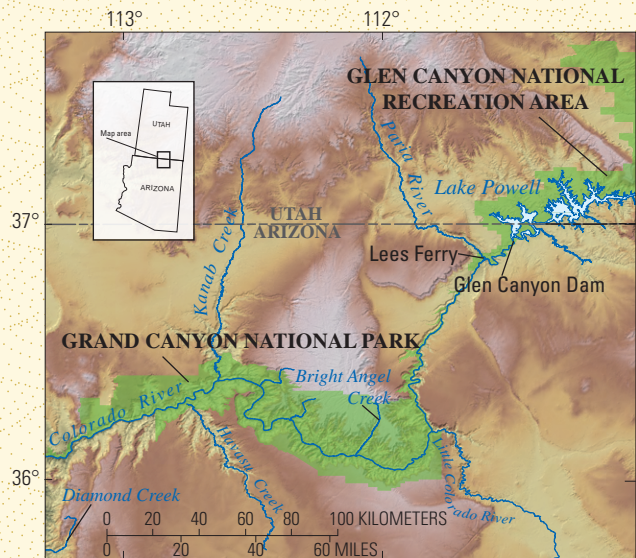 113°
112°
GLEN CANYON NATIONAL
RECREATION AREA
UTAH
Map area
ARIZONA
Paria River
Lake Powell
37°
UTAH
ARIZONA
Kanab Creek
Lees Ferry
Glen Canyon Dam
GRAND CANYON NATIONAL PARK
Bright Angel
Creek
Colorado River
Havasu Creek
Little Colorado River
36°
Diamond Creek
0 20 40 60 80 100 KILOMETERS
0 20 40 60 MILES